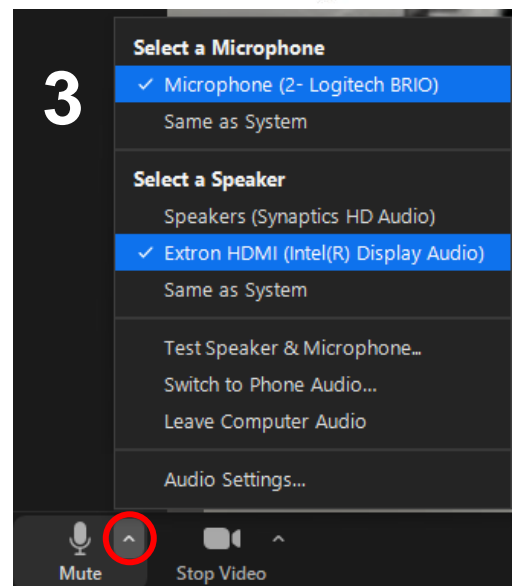 3
Select a Microphone
✓ Microphone (2- Logitech BRIO)
Same as System
Select a Speaker
Speakers (Synaptics HD Audio)
✓ Extron HDMI (Intel(R) Display Audio)
Same as System
Test Speaker & Microphone...
Switch to Phone Audio...
Leave Computer Audio
Audio Settings...
Mute
Stop Video